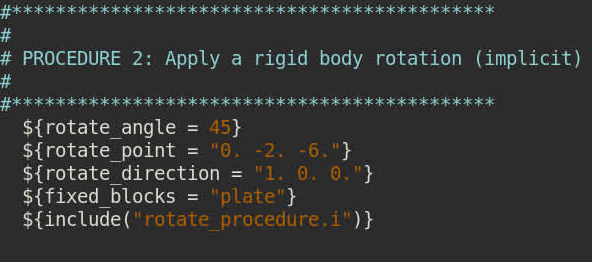 #********************************************
#
# PROCEDURE 2: Apply a rigid body rotation (implicit)
#
#********************************************
${rotate_angle = 45}
${rotate_point = "0. -2. -6."}
${rotate_direction = "1. 0. 0."}
${fixed_blocks = "plate"}
${include("rotate_procedure.i")}